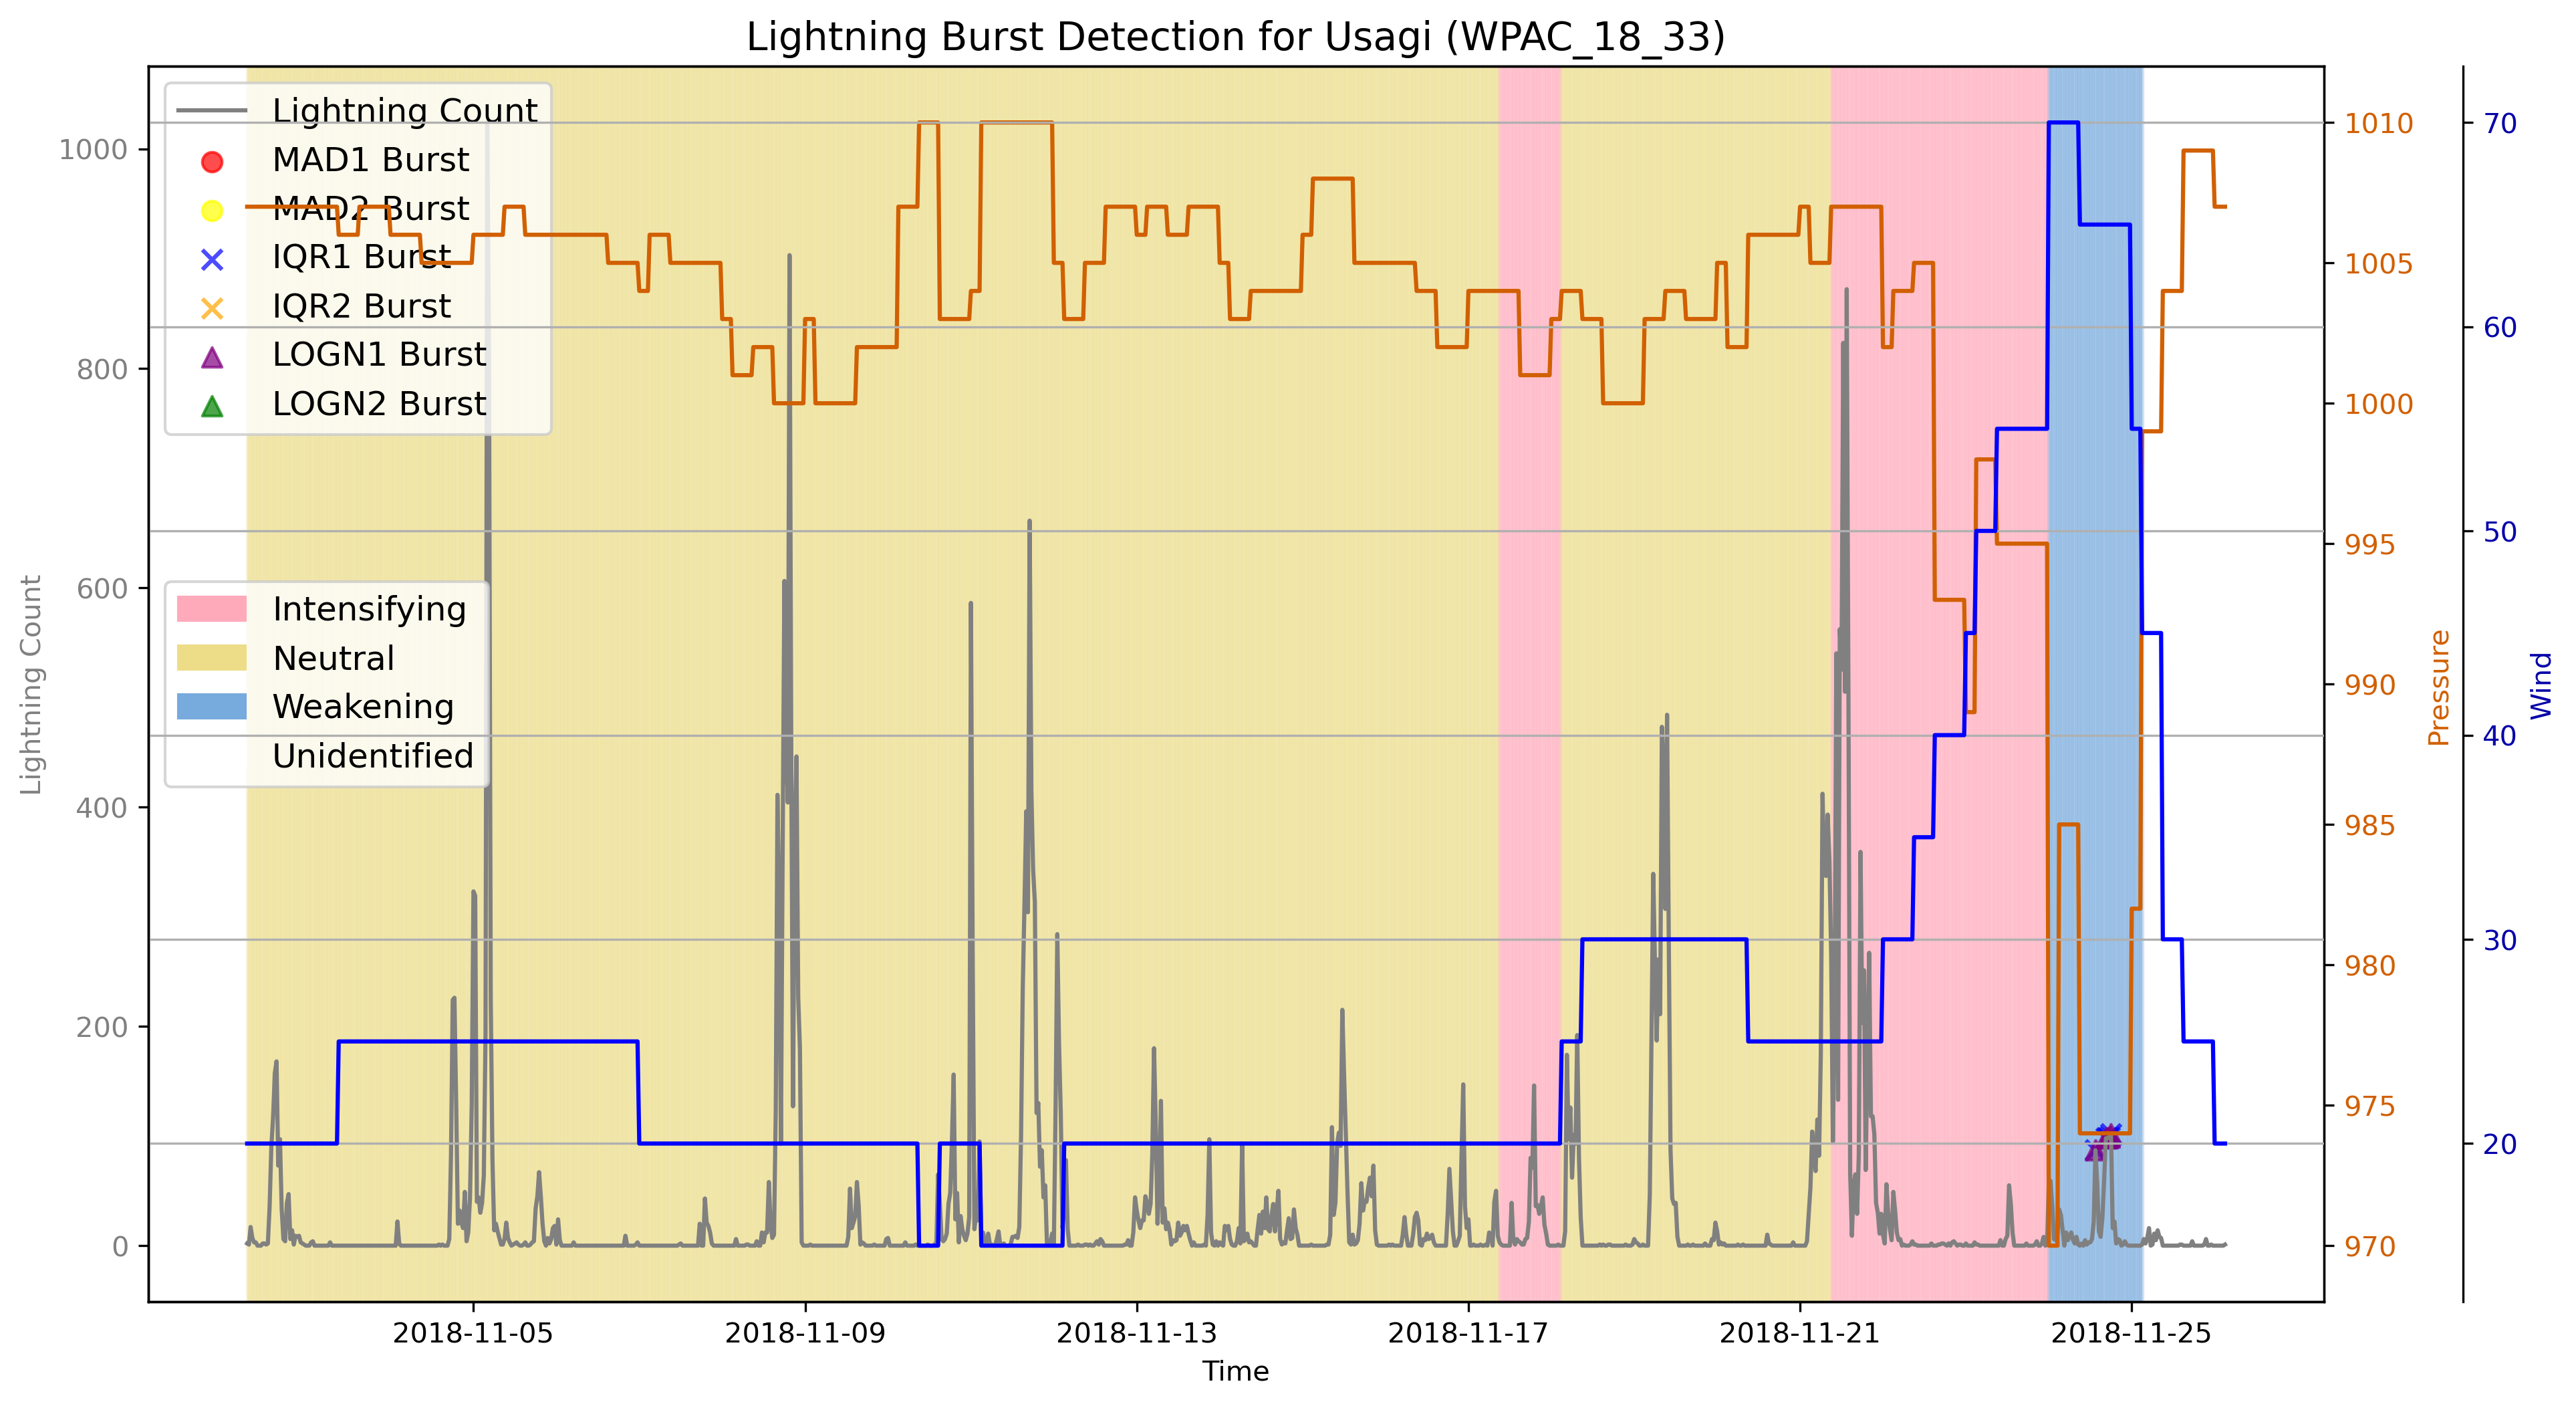 Lightning Burst Detection for Usagi (WPAC_18_33)
Lightning Count
MAD1 Burst
MAD2 Burst
IQR1 Burst
IQR2 Burst
LOGN1 Burst
LOGN2 Burst
Intensifying
Neutral
Weakening
Unidentified
Lightning Count
1000
800
600
400
200
0
1010
1005
1000
995
990
985
980
975
970
Pressure
70
60
50
40
30
20
Wind
2018-11-05
2018-11-09
2018-11-13
2018-11-17
2018-11-21
2018-11-25
Time